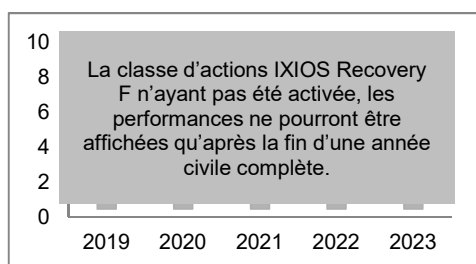 10
8
6
4
2
0
La classe d’actions IXIOS Recovery
F n’ayant pas été activée, les
performances ne pourront être
affichées qu’après la fin d’une année
civile complète.
2019 2020 2021 2022 2023